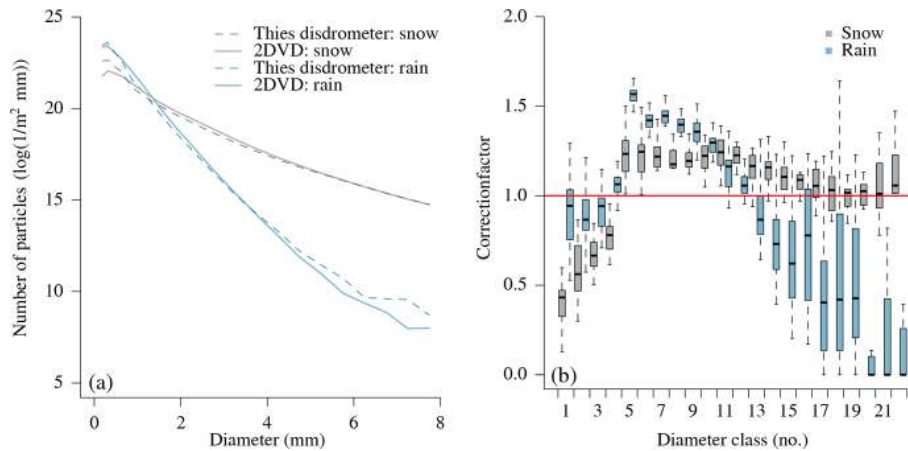 Thies disdrometer: snow
2DVD: snow
Thies disdrometer: rain
2DVD: rain
Number of particles (log(1/m² mm))
25
20
15
10
5
(a)
0 2 4 6 8
Diameter (mm)
Snow
Rain
Correctionfactor
2.0
1.5
1.0
0.5
0.0
(b)
1 3 5 7 9 11 13 15 17 19 21
Diameter class (no.)